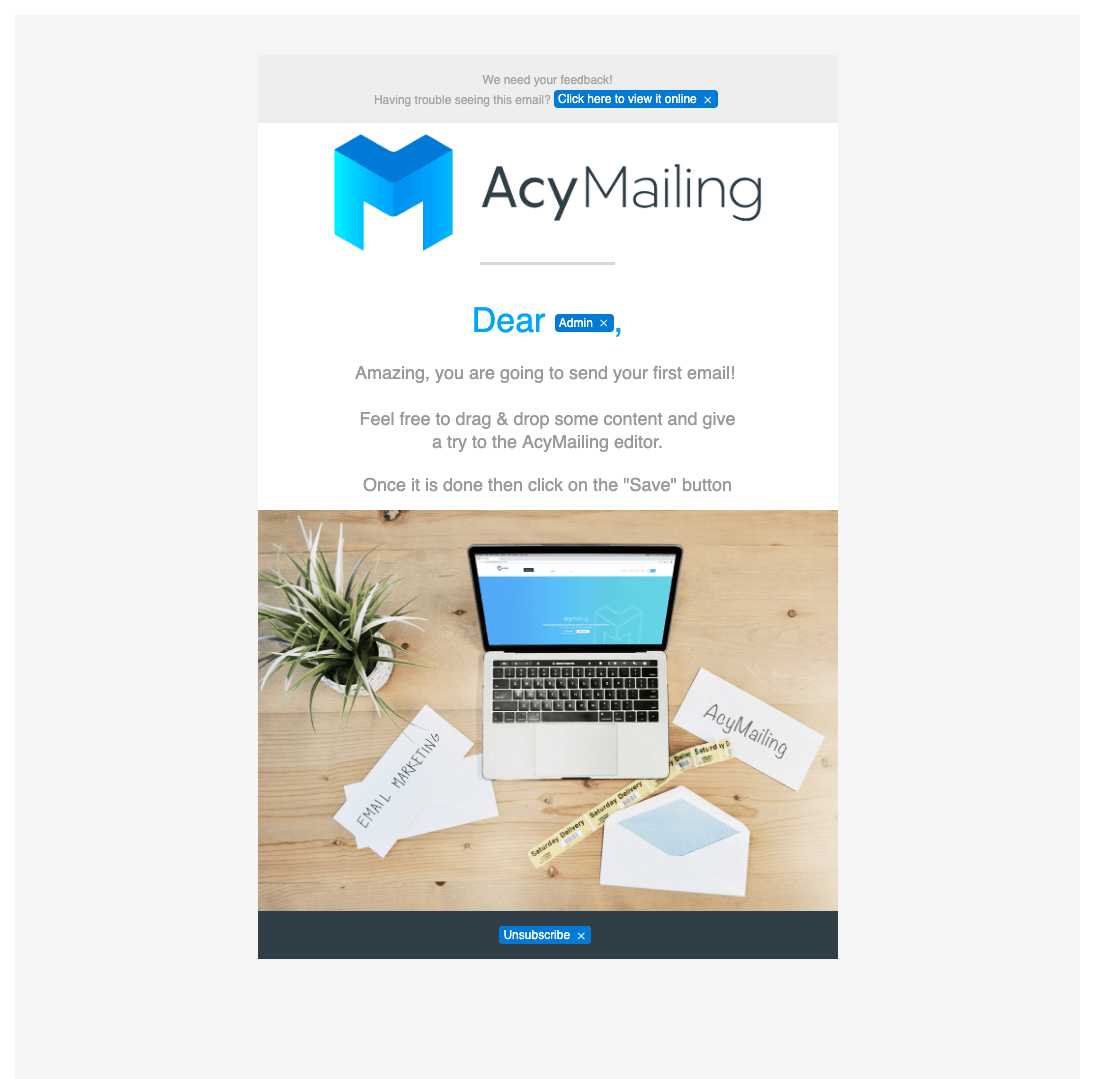 We need your feedback!
Having trouble seeing this email? Click here to view it online ×
AcyMailing
Dear Admin ×,
Amazing, you are going to send your first email!
Feel free to drag & drop some content and give
a try to the AcyMailing editor.
Once it is done then click on the "Save" button
AcyMailing
AcyMailing
EMAIL MARKETING
Saturday Delivery
Saturday Delivery
Saturday Delivery
Unsubscribe ×